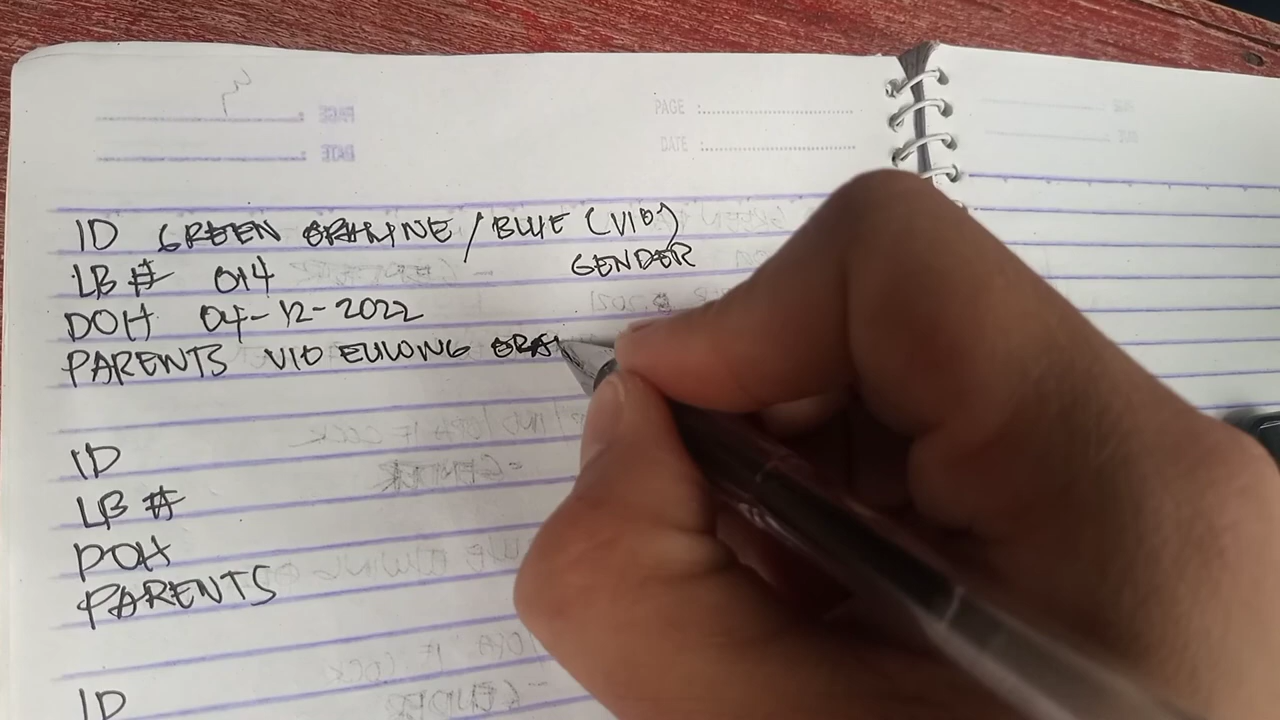 PAGE :
DATE :
ID GREEN OPALINE / BLUE (VIO)
LB # 014 GENDER
DOH 04-12-2022
PARENTS VIO EULONG
ID
LB #
DOH
PARENTS
ID